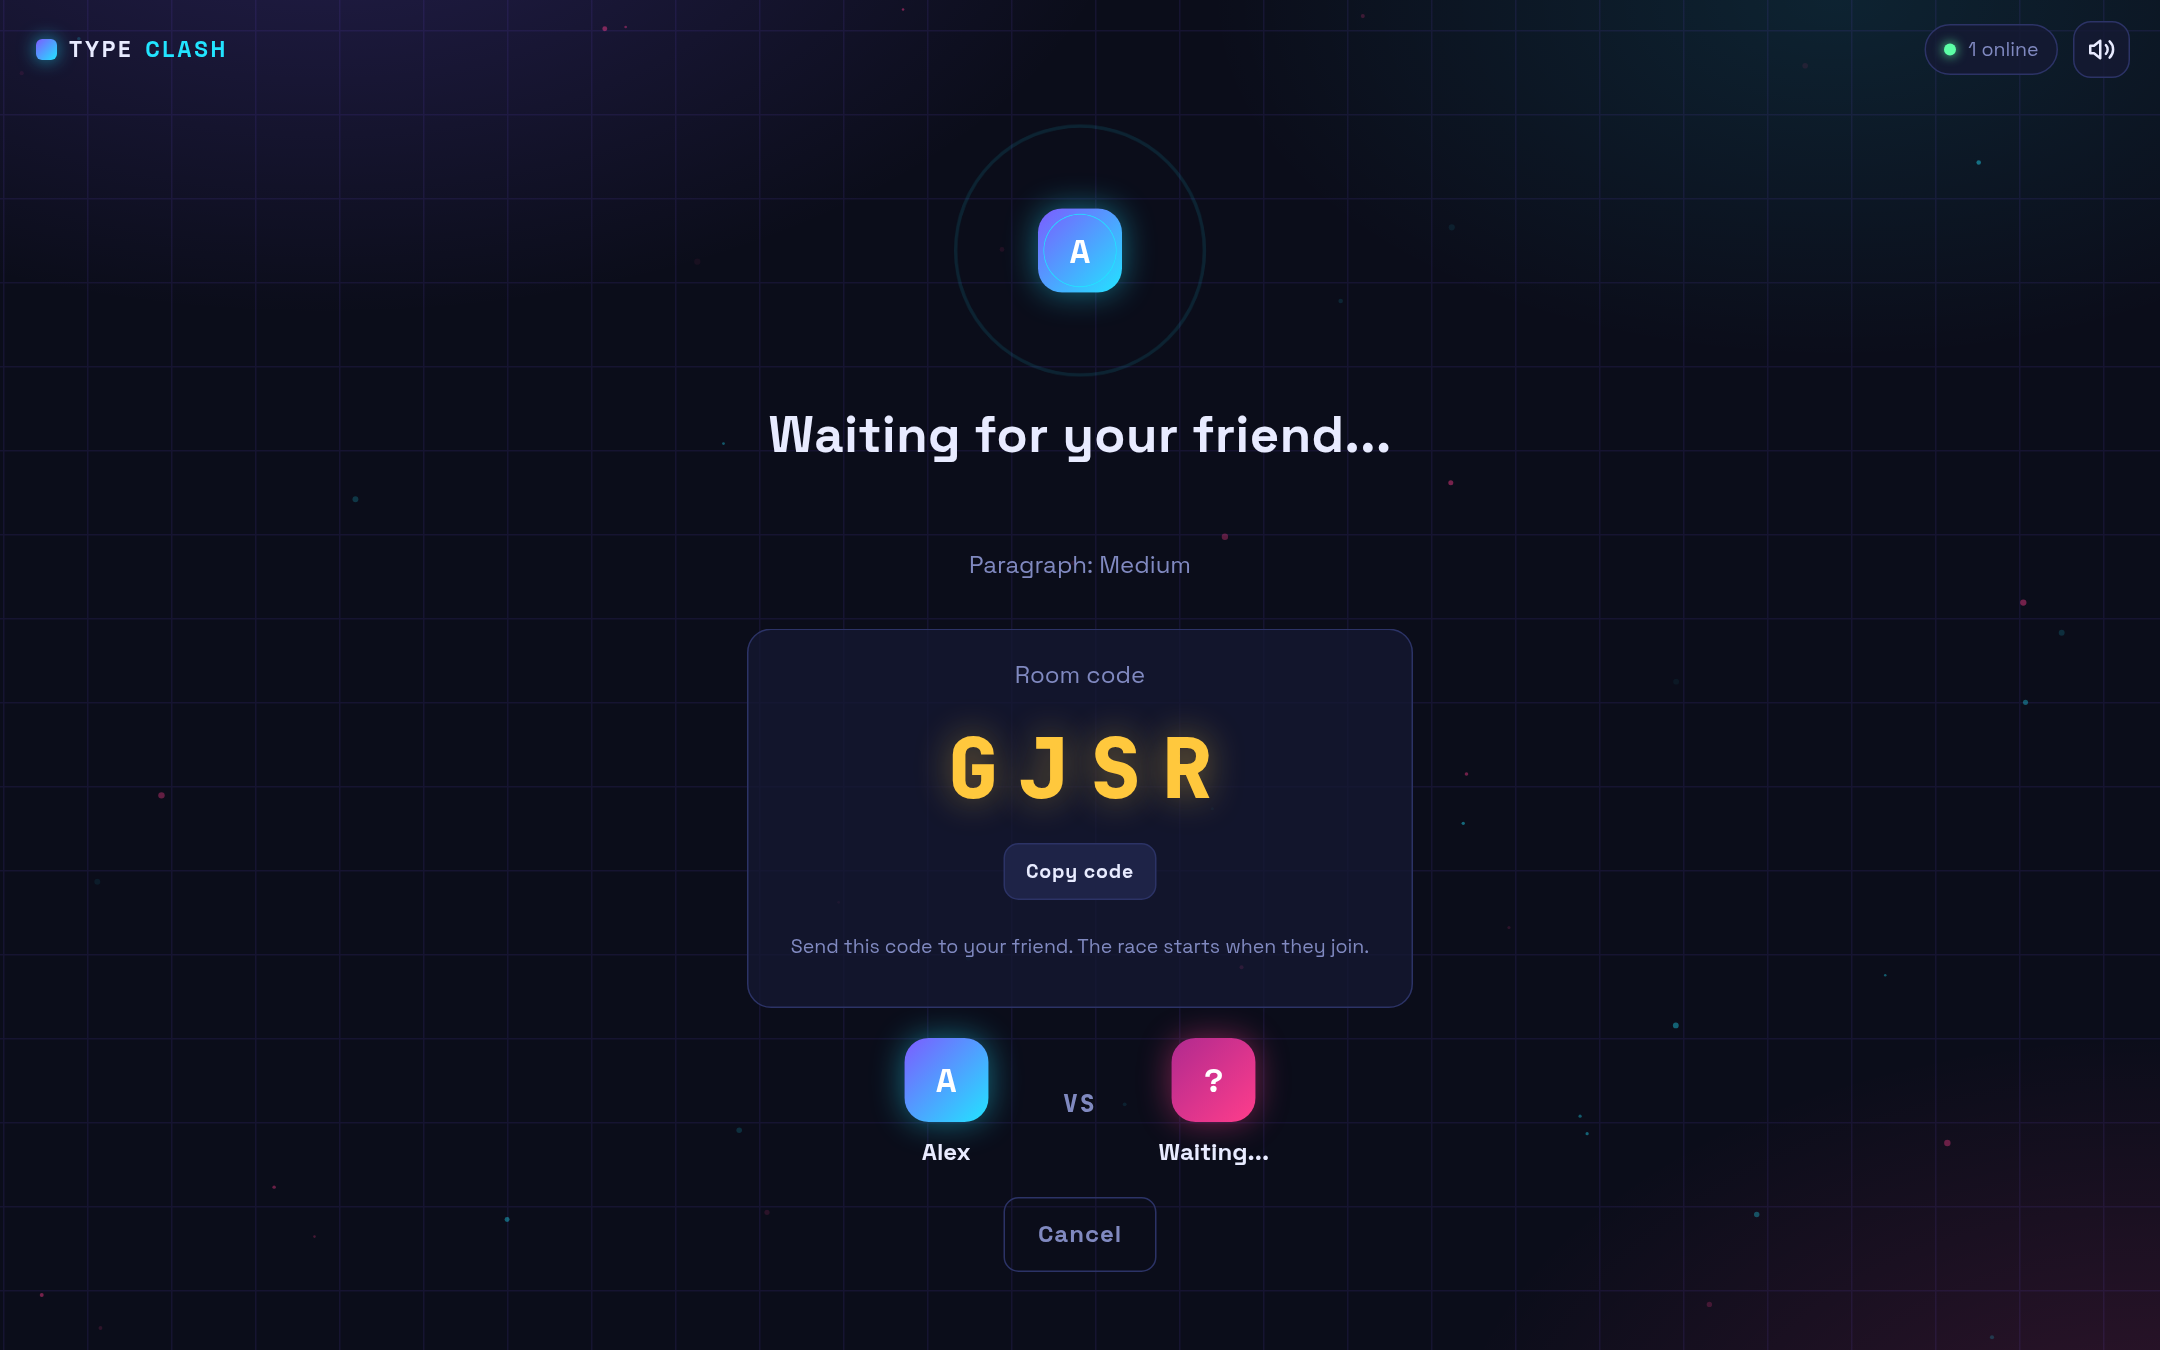 TYPE CLASH
1 online
A
Waiting for your friend...
Paragraph: Medium
Room code
GJSR
Copy code
Send this code to your friend. The race starts when they join.
A
VS
?
Alex
Waiting...
Cancel